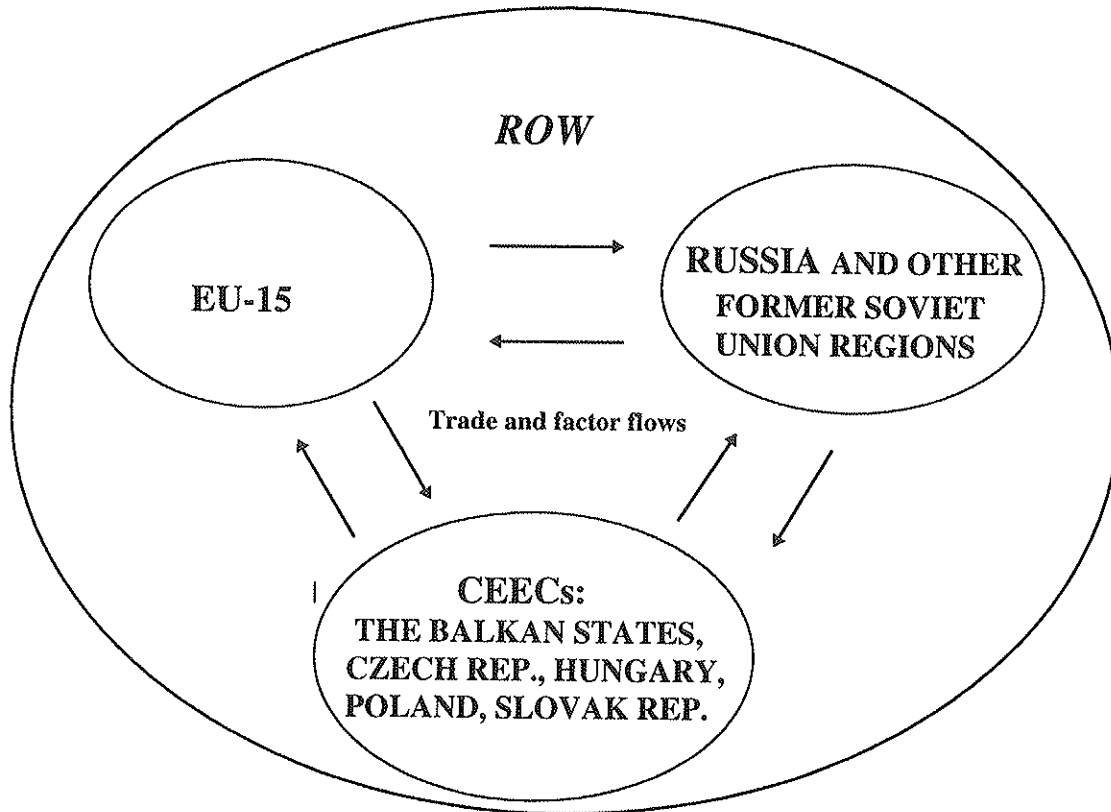 ROW
EU-15
RUSSIA AND OTHER
FORMER SOVIET
UNION REGIONS
Trade and factor flows
CEECs:
THE BALKAN STATES,
CZECH REP., HUNGARY,
POLAND, SLOVAK REP.